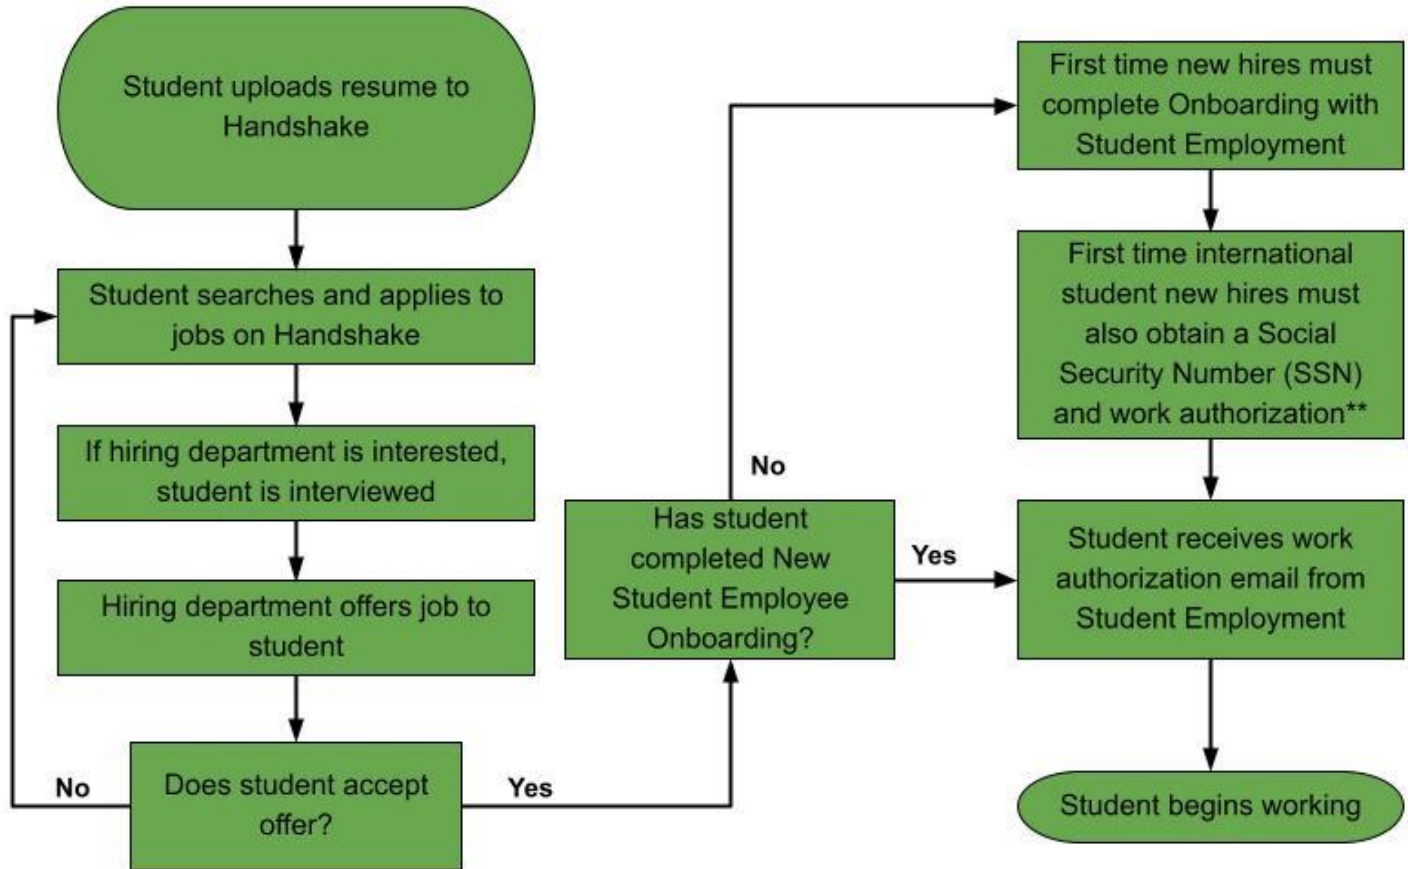 Student uploads resume to
Handshake
Student searches and applies to
jobs on Handshake
If hiring department is interested,
student is interviewed
Hiring department offers job to
student
Does student accept
offer?
No
Yes
Has student
completed New
Student Employee
Onboarding?
No
Yes
First time new hires must
complete Onboarding with
Student Employment
First time international
student new hires must
also obtain a Social
Security Number (SSN)
and work authorization**
Student receives work
authorization email from
Student Employment
Student begins working